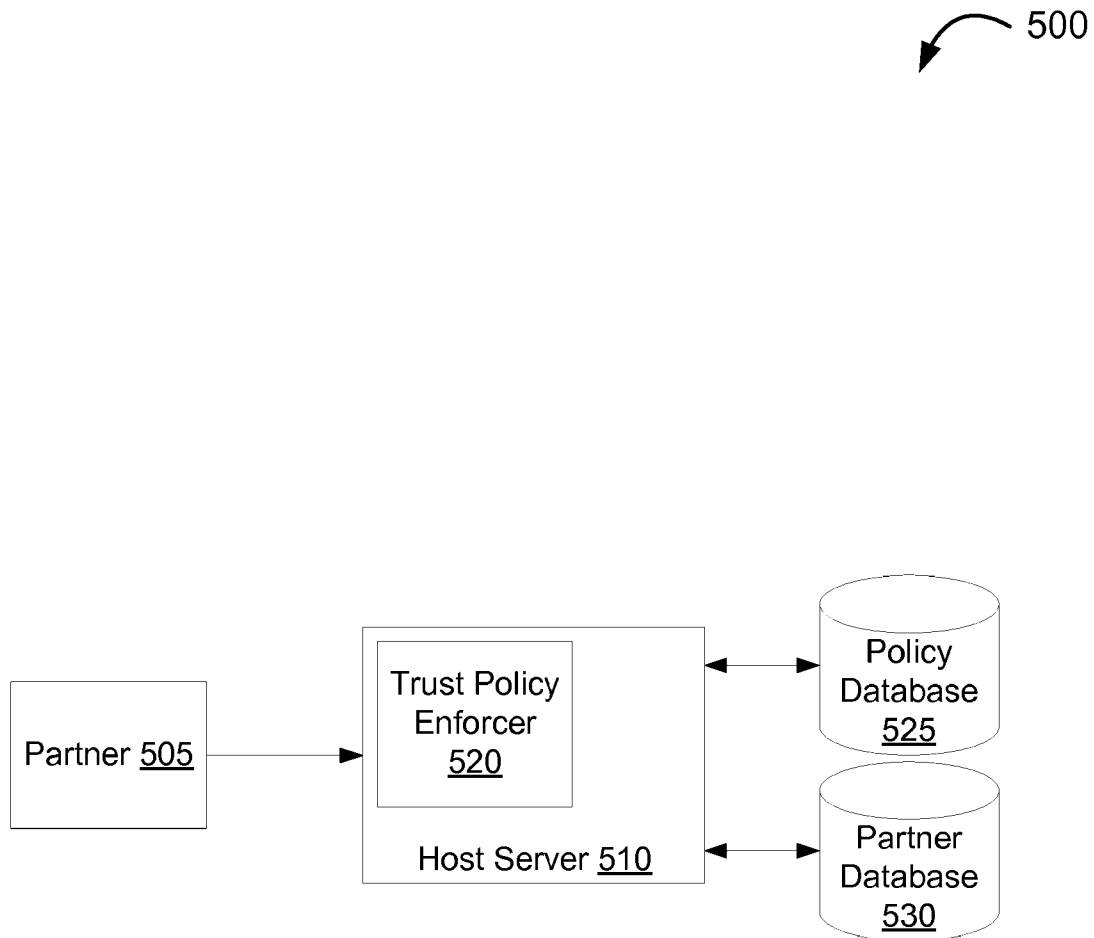 500
Partner 505
Trust Policy
Enforcer
520
Host Server 510
Policy
Database
525
Partner
Database
530